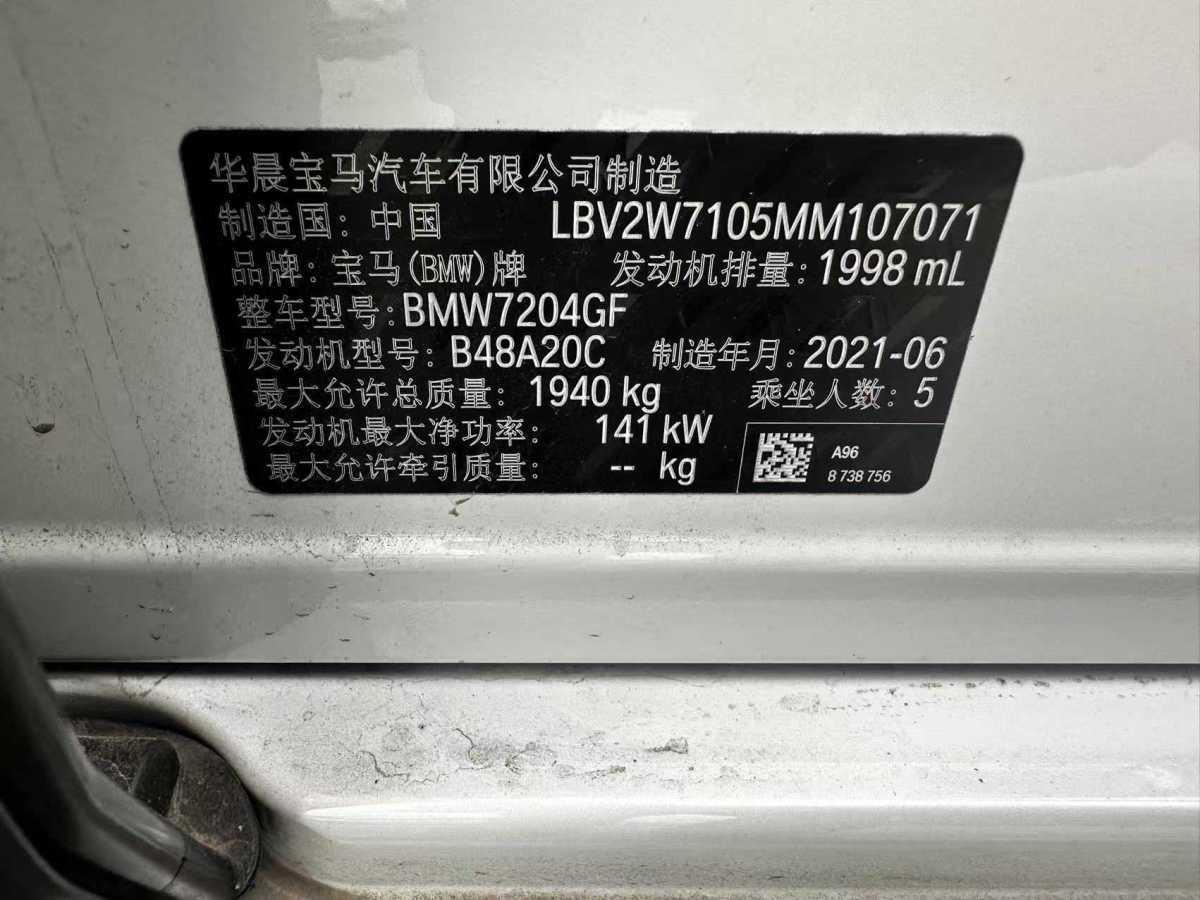 华晨宝马汽车有限公司制造
制造国: 中国 LBV2W7105MM107071
品牌: 宝马(BMW)牌 发动机排量: 1998 mL
整车型号: BMW7204GF
发动机型号: B48A20C 制造年月: 2021-06
最大允许总质量: 1940 kg 乘坐人数: 5
发动机最大净功率: 141 kW
最大允许牵引质量: -- kg
A96
8 738 756